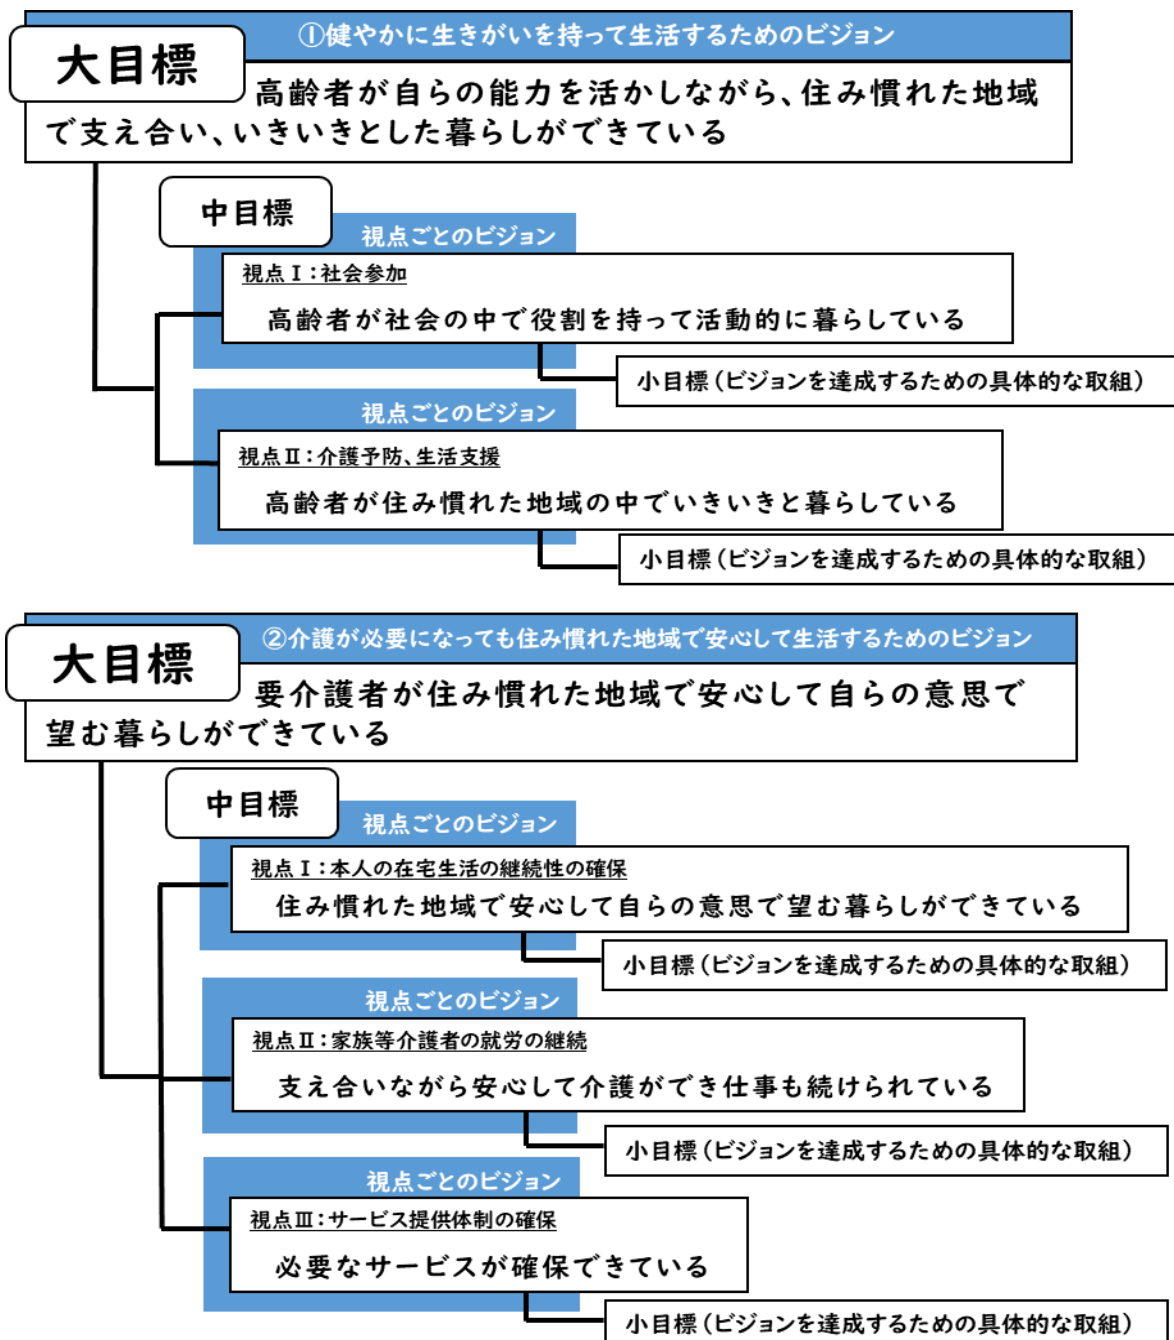 ①健やかに生きがいを持って生活するためのビジョン
大目標
高齢者が自らの能力を活かしながら、住み慣れた地域
で支え合い、いきいきとした暮らしができている
中目標
視点ごとのビジョン
視点Ⅰ：社会参加
高齢者が社会の中で役割を持って活動的に暮らしている
小目標（ビジョンを達成するための具体的な取組）
視点ごとのビジョン
視点Ⅱ：介護予防、生活支援
高齢者が住み慣れた地域の中でいきいきと暮らしている
小目標（ビジョンを達成するための具体的な取組）
②介護が必要になっても住み慣れた地域で安心して生活するためのビジョン
大目標
要介護者が住み慣れた地域で安心して自らの意思で
望む暮らしができている
中目標
視点ごとのビジョン
視点Ⅰ：本人の在宅生活の継続性の確保
住み慣れた地域で安心して自らの意思で望む暮らしができている
小目標（ビジョンを達成するための具体的な取組）
視点ごとのビジョン
視点Ⅱ：家族等介護者の就労の継続
支え合いながら安心して介護ができ仕事も続けられている
小目標（ビジョンを達成するための具体的な取組）
視点ごとのビジョン
視点Ⅲ：サービス提供体制の確保
必要なサービスが確保できている
小目標（ビジョンを達成するための具体的な取組）